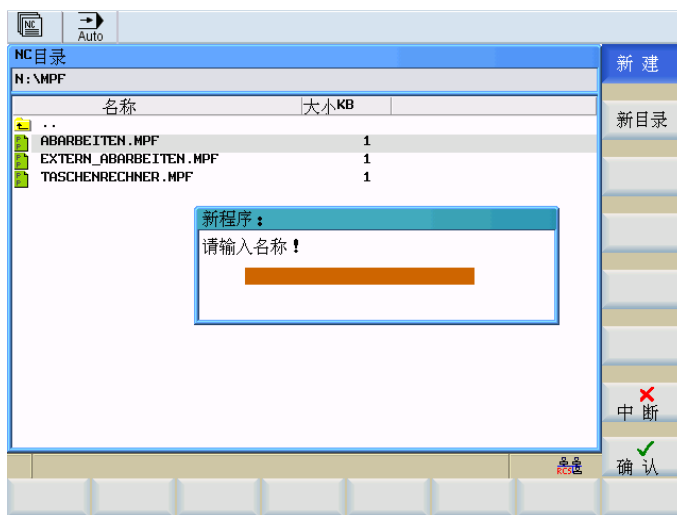 NC
Auto
NC目录
N:\MPF
名称 大小KB
..
ABARBEITEN.MPF 1
EXTERN_ABARBEITEN.MPF 1
TASCHENRECHNER.MPF 1
新程序：
请输入名称！
新建
新目录
中断
确认
RCS